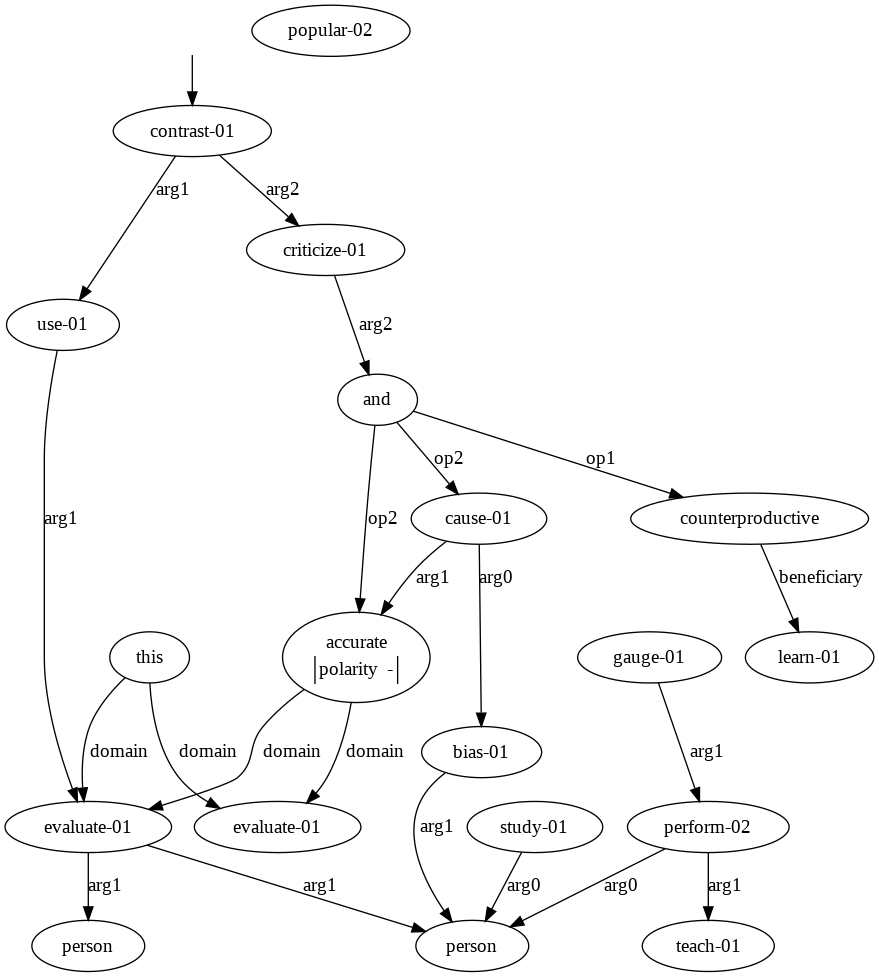 popular-02
contrast-01
arg1
arg2
criticize-01
use-01
arg2
and
op2
op1
arg1
op2
cause-01
counterproductive
arg1
arg0
beneficiary
this
accurate
|polarity -|
gauge-01
learn-01
domain
domain
domain
domain
bias-01
arg1
evaluate-01
evaluate-01
arg1
study-01
perform-02
arg1
arg1
arg0
arg0
arg1
person
person
teach-01